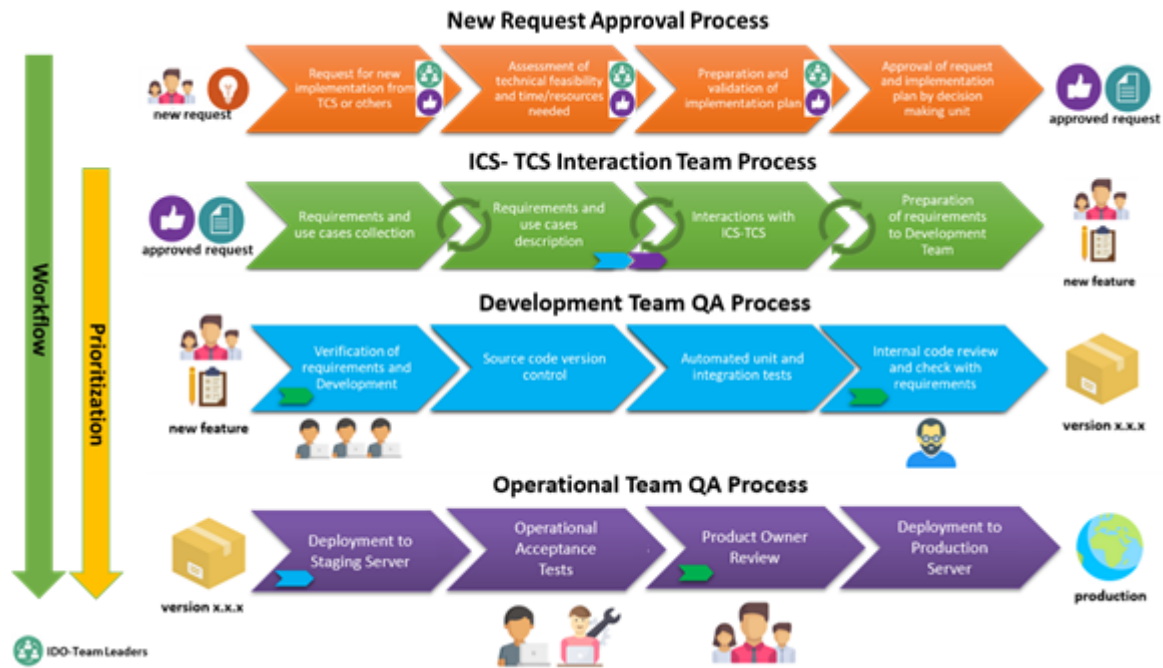 New Request Approval Process
Request for new
implementation from
TCS or others
Assessment of
technical feasibility
and time/resources
needed
Preparation and
validation of
implementation plan
Approval of request
and implementation
plan by decision
making unit
new request
approved request
ICS- TCS Interaction Team Process
Requirements and
use cases collection
Requirements and
use cases
description
Interactions with
ICS-TCS
Preparation
of requirements
to Development
Team
approved request
new feature
Workflow
Prioritization
Development Team QA Process
Verification of
requirements and
Development
Source code version
control
Automated unit and
integration tests
Internal code review
and check with
requirements
new feature
version x.x.x
Operational Team QA Process
Deployment to
Staging Server
Operational
Acceptance
Tests
Product Owner
Review
Deployment to
Production
Server
version x.x.x
production
IDO-Team Leaders